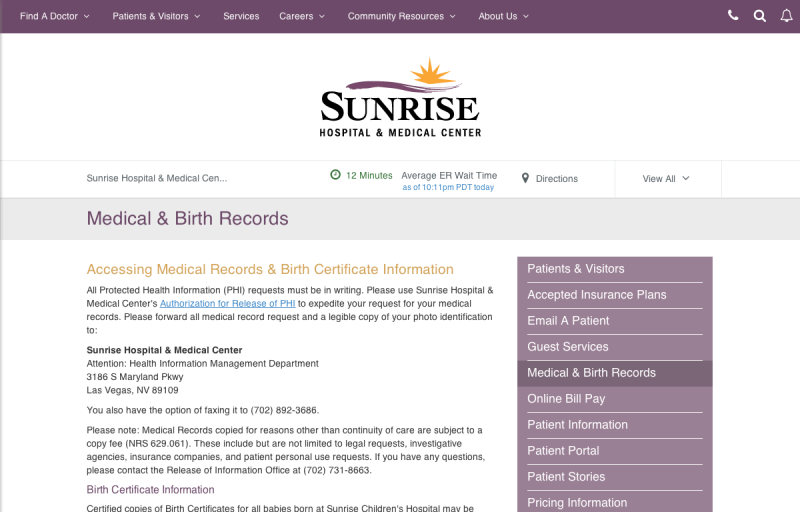 Find A Doctor Patients & Visitors Services Careers Community Resources About Us
SUNRISE
HOSPITAL & MEDICAL CENTER
Sunrise Hospital & Medical Cen... 12 Minutes Average ER Wait Time Directions View All
as of 10:11pm PDT today
Medical & Birth Records
Accessing Medical Records & Birth Certificate Information
All Protected Health Information (PHI) requests must be in writing. Please use Sunrise Hospital &
Medical Center's Authorization for Release of PHI to expedite your request for your medical
records. Please forward all medical record request and a legible copy of your photo identification
to:
Sunrise Hospital & Medical Center
Attention: Health Information Management Department
3186 S Maryland Pkwy
Las Vegas, NV 89109
You also have the option of faxing it to (702) 892-3686.
Please note: Medical Records copied for reasons other than continuity of care are subject to a
copy fee (NRS 629.061). These include but are not limited to legal requests, investigative
agencies, insurance companies, and patient personal use requests. If you have any questions,
please contact the Release of Information Office at (702) 731-8663.
Birth Certificate Information
Certified copies of Birth Certificates for all babies born at Sunrise Children's Hospital may be
Patients & Visitors
Accepted Insurance Plans
Email A Patient
Guest Services
Medical & Birth Records
Online Bill Pay
Patient Information
Patient Portal
Patient Stories
Pricing Information